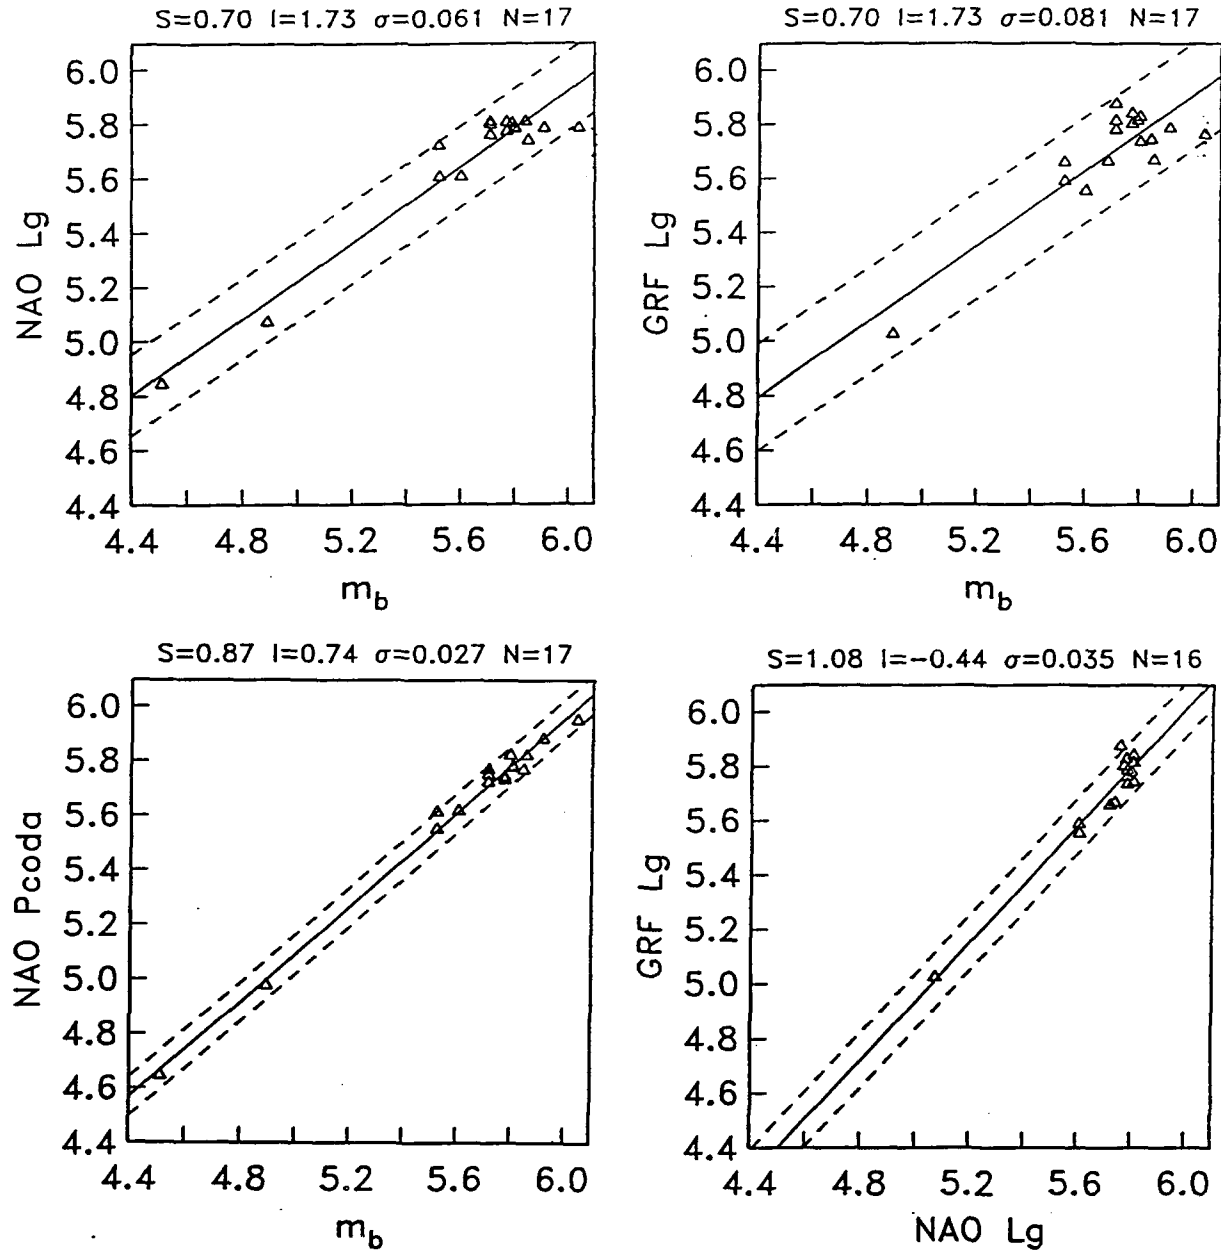 S=0.70 I=1.73 σ=0.061 N=17
NAO Lg
6.0
5.8
5.6
5.4
5.2
5.0
4.8
4.6
4.4
4.4 4.8 5.2 5.6 6.0
m_b
S=0.70 I=1.73 σ=0.081 N=17
GRF Lg
6.0
5.8
5.6
5.4
5.2
5.0
4.8
4.6
4.4
4.4 4.8 5.2 5.6 6.0
m_b
S=0.87 I=0.74 σ=0.027 N=17
NAO Pcoda
6.0
5.8
5.6
5.4
5.2
5.0
4.8
4.6
4.4
4.4 4.8 5.2 5.6 6.0
m_b
S=1.08 I=-0.44 σ=0.035 N=16
GRF Lg
6.0
5.8
5.6
5.4
5.2
5.0
4.8
4.6
4.4
4.4 4.8 5.2 5.6 6.0
NAO Lg